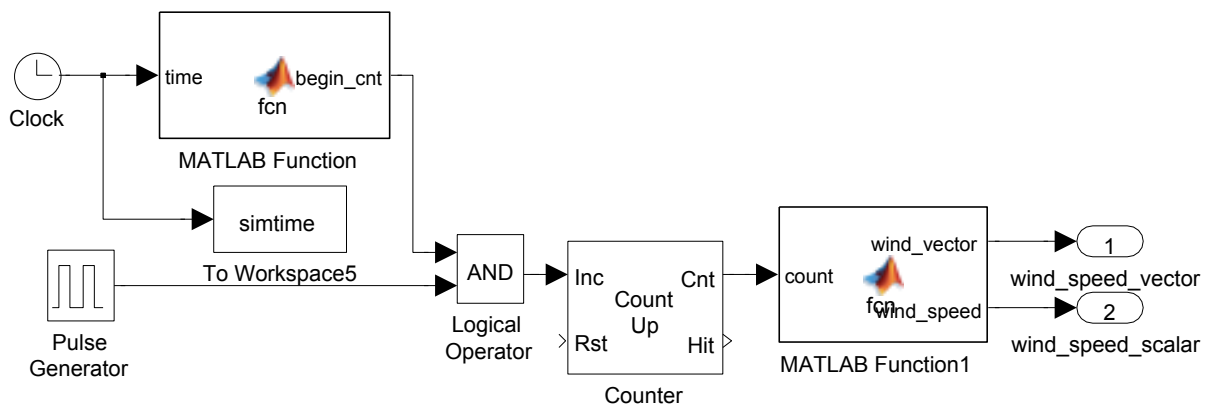 time
begin_cnt
fcn
Clock
MATLAB Function
simtime
To Workspace5
AND
Logical
Operator
Pulse
Generator
Inc
Cnt
Count
Up
Rst
Hit
Counter
count
wind_vector
fcn
wind_speed
MATLAB Function1
1
wind_speed_vector
2
wind_speed_scalar